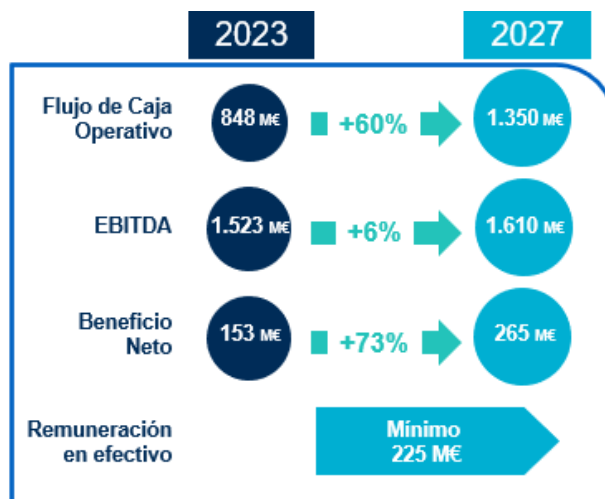 2023
2027
Flujo de Caja
Operativo
848 M€
+60%
1.350 M€
EBITDA
1.523 M€
+6%
1.610 M€
Beneficio
Neto
153 M€
+73%
265 M€
Remuneración
en efectivo
Mínimo
225 M€